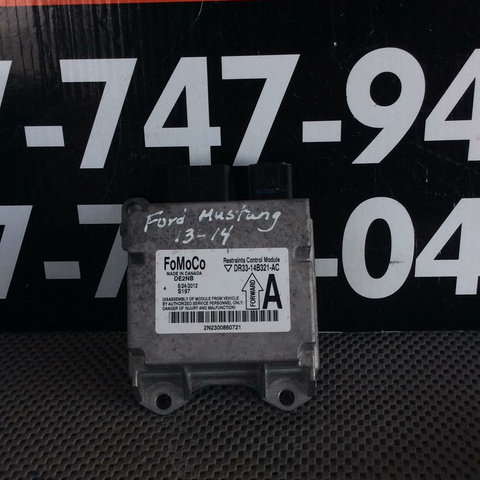 7-747-94
7-7
-04
Ford Mustang
13-14
FoMoCo
MADE IN CANADA
DE2NB
4 6/24/2012
S197
Restraints Control Module
DR33-14B321-AC
FORWARD
A
DISASSEMBLY OF MODULE FROM VEHICLE
BY AUTHORIZED SERVICE PERSONNEL ONLY.
DANGER OF (INJURY AND MALFUNCTION)
2N2300860721